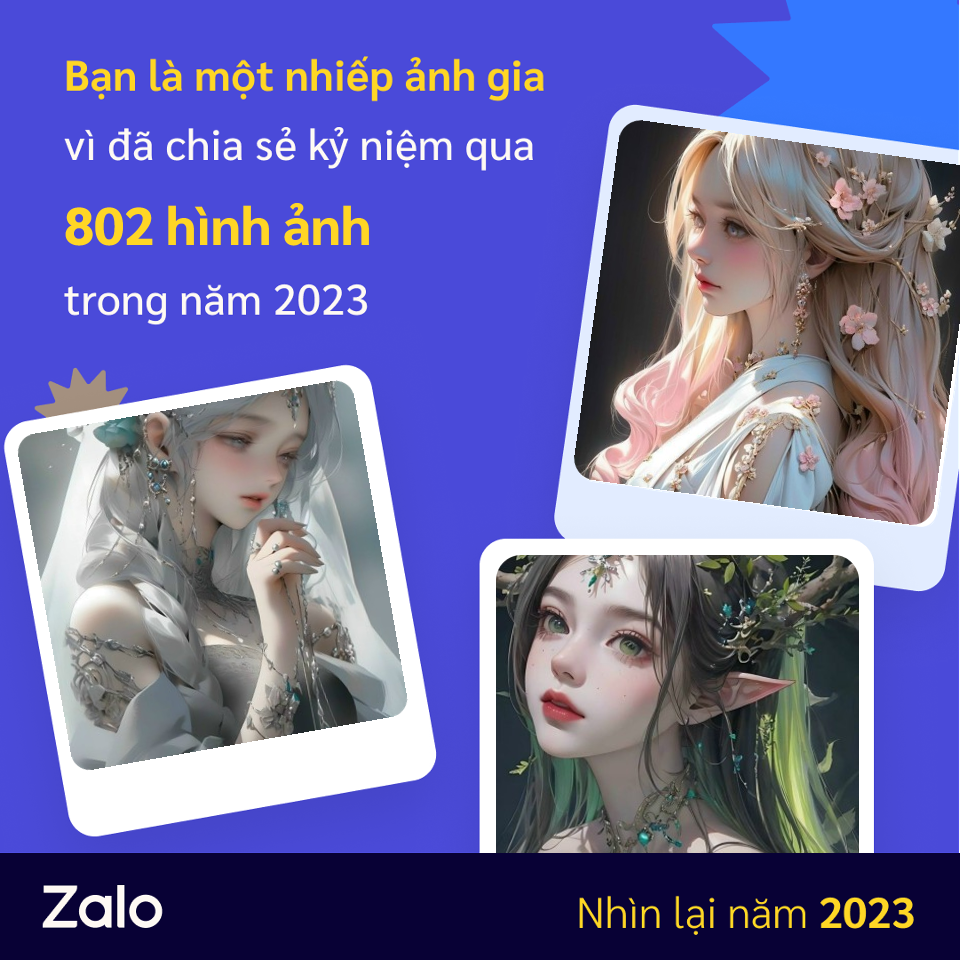 Bạn là một nhiếp ảnh gia
vì đã chia sẻ kỷ niệm qua
802 hình ảnh
trong năm 2023
Zalo
Nhìn lại năm 2023